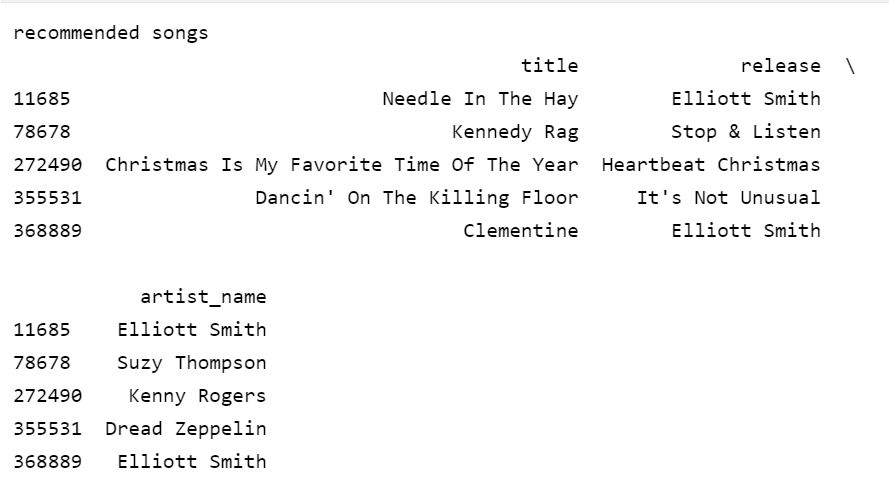 recommended songs
title release \
11685 Needle In The Hay Elliott Smith
78678 Kennedy Rag Stop & Listen
272490 Christmas Is My Favorite Time Of The Year Heartbeat Christmas
355531 Dancin' On The Killing Floor It's Not Unusual
368889 Clementine Elliott Smith
artist_name
11685 Elliott Smith
78678 Suzy Thompson
272490 Kenny Rogers
355531 Dread Zeppelin
368889 Elliott Smith